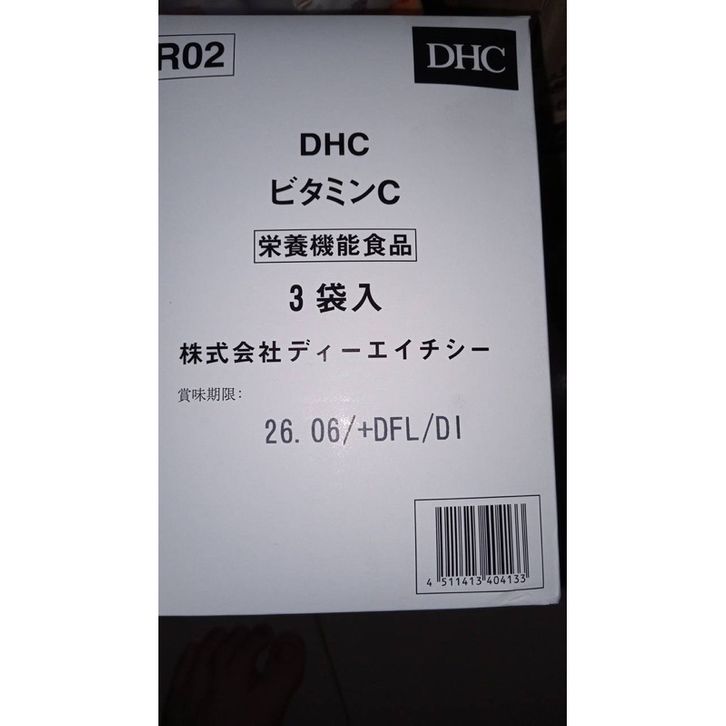 R02
DHC
DHC
ビタミンC
栄養機能食品
3袋入
株式会社ディーエイチシー
賞味期限:
26. 06/+DFL/DI
4 511413 404133